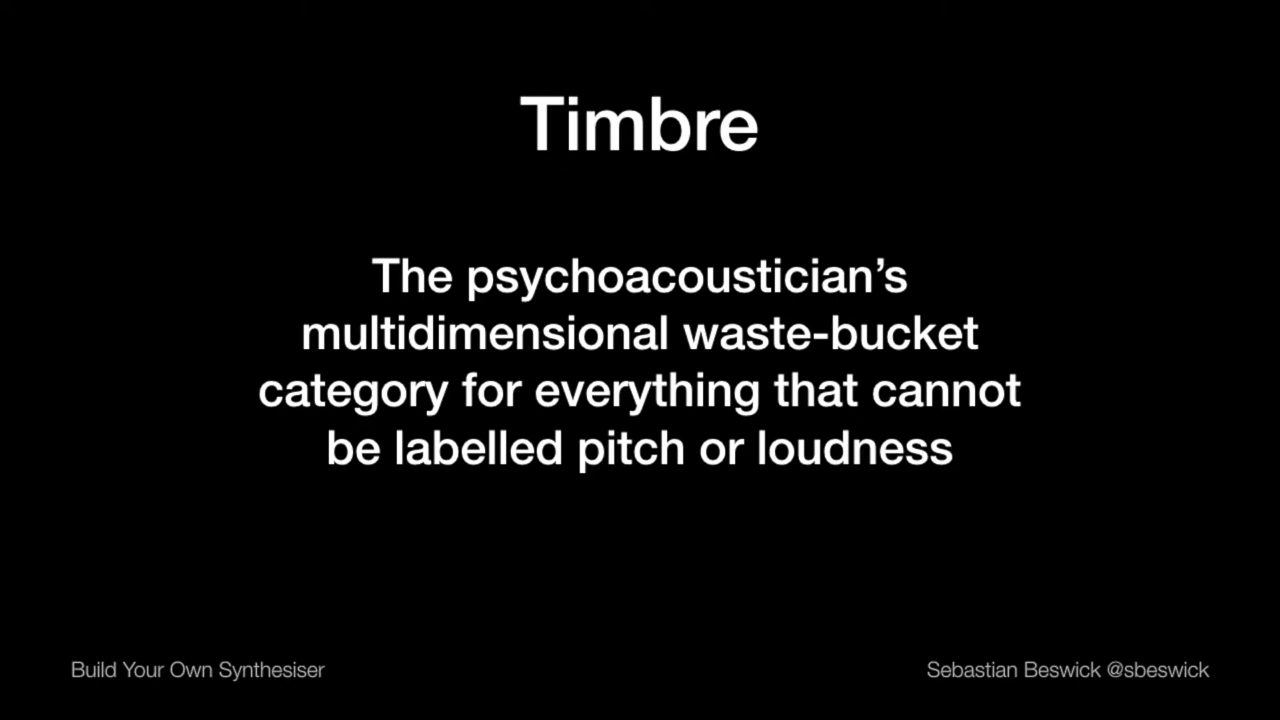 Timbre
The psychoacoustician’s
multidimensional waste-bucket
category for everything that cannot
be labelled pitch or loudness
Build Your Own Synthesiser
Sebastian Beswick @sbeswick